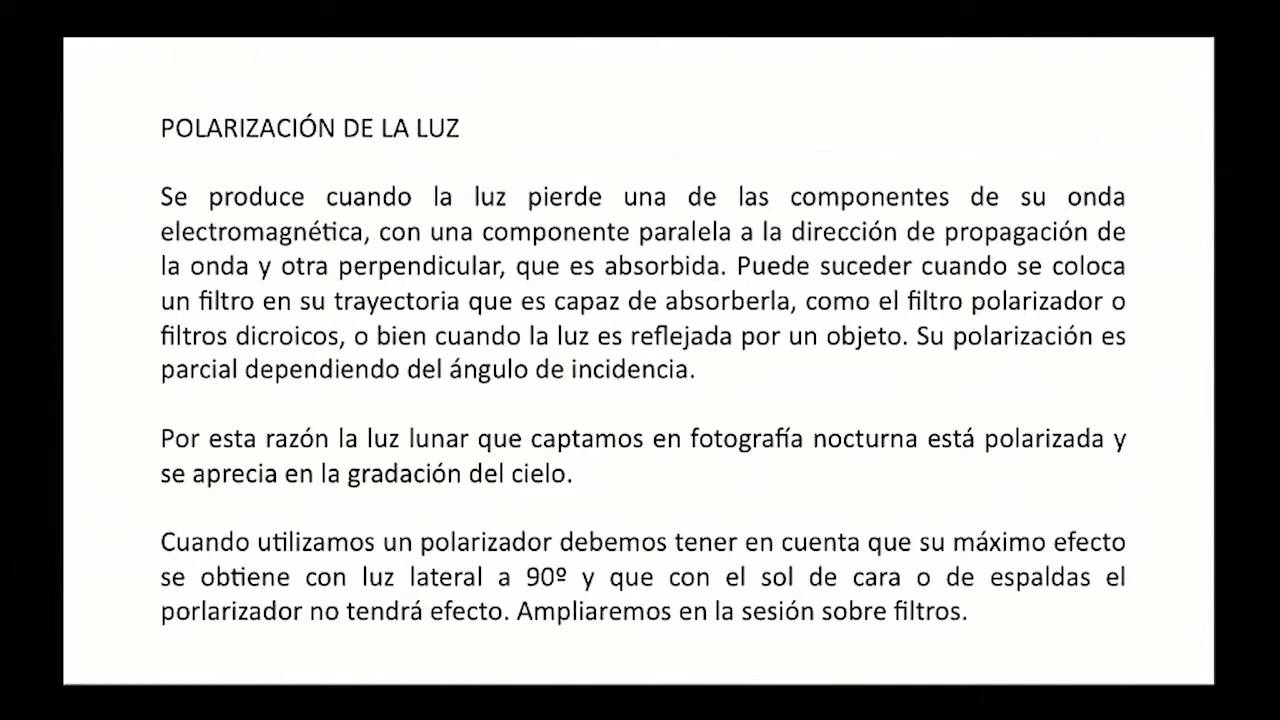 POLARIZACIÓN DE LA LUZ
Se produce cuando la luz pierde una de las componentes de su onda
electromagnética, con una componente paralela a la dirección de propagación de
la onda y otra perpendicular, que es absorbida. Puede suceder cuando se coloca
un filtro en su trayectoria que es capaz de absorberla, como el filtro polarizador o
filtros dicroicos, o bien cuando la luz es reflejada por un objeto. Su polarización es
parcial dependiendo del ángulo de incidencia.
Por esta razón la luz lunar que captamos en fotografía nocturna está polarizada y
se aprecia en la gradación del cielo.
Cuando utilizamos un polarizador debemos tener en cuenta que su máximo efecto
se obtiene con luz lateral a 90º y que con el sol de cara o de espaldas el
porlarizador no tendrá efecto. Ampliaremos en la sesión sobre filtros.